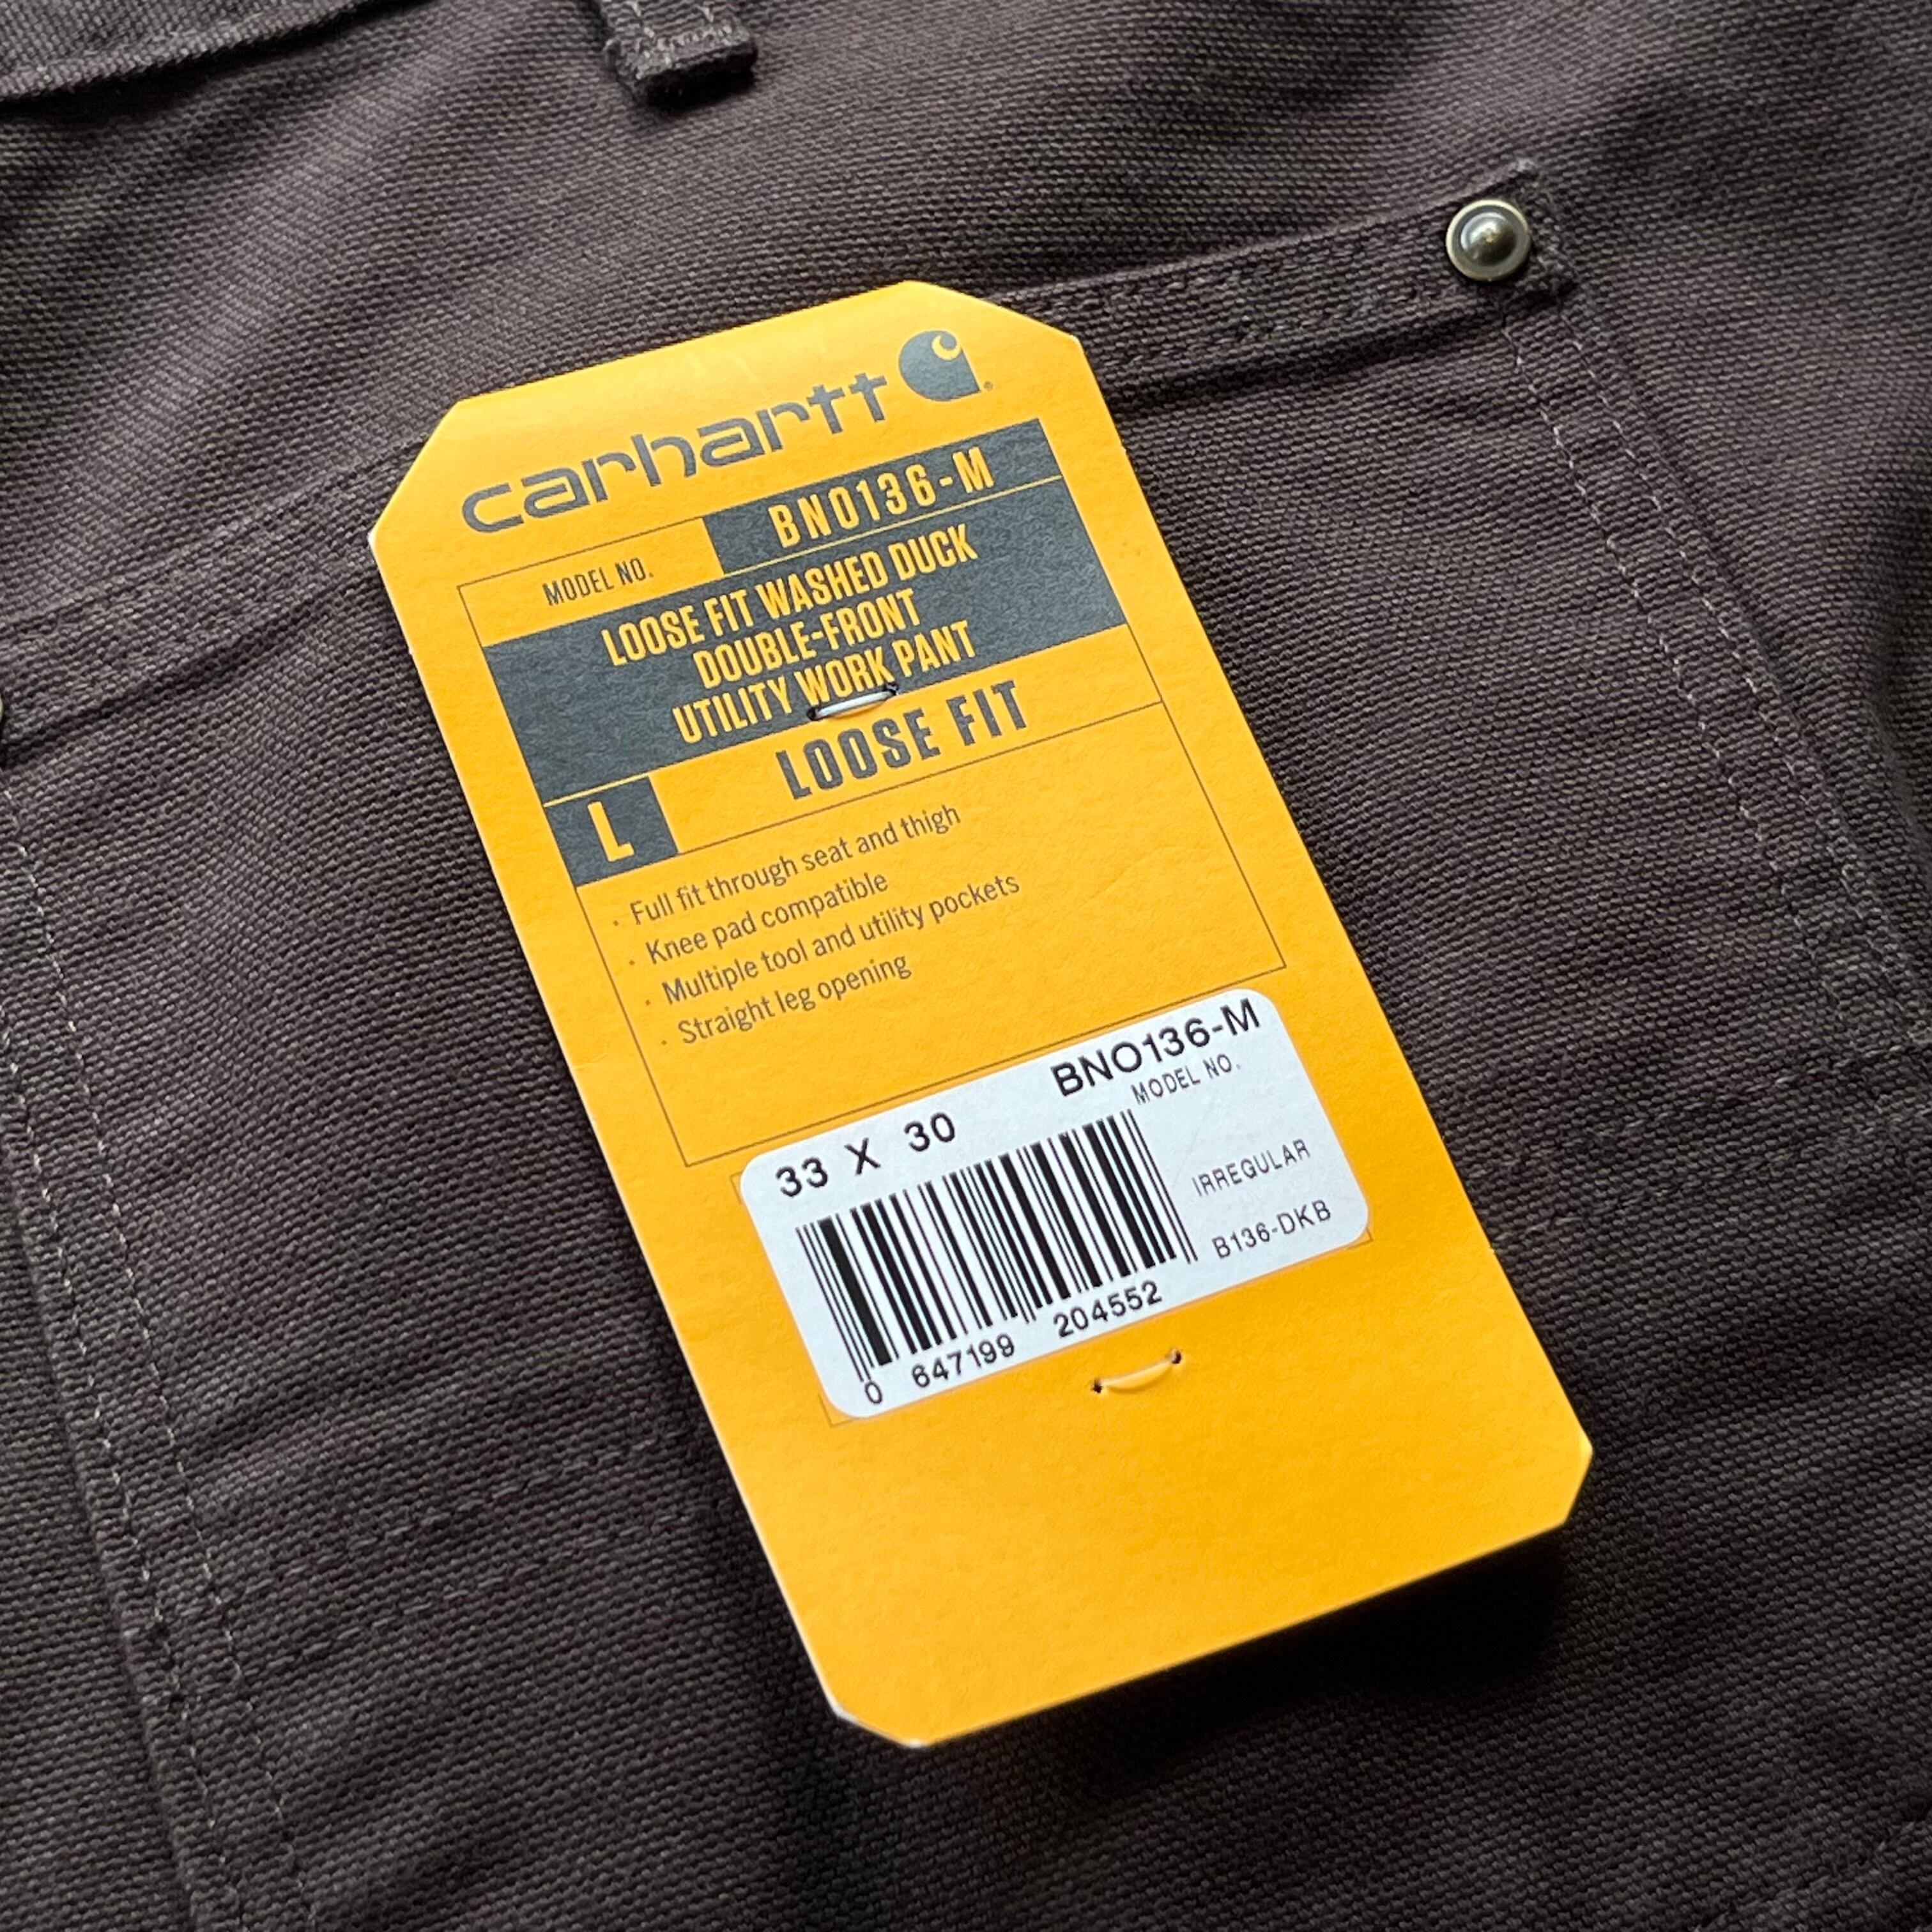 carhartt
MODEL NO. BN0136-M
LOOSE FIT WASHED DUCK
DOUBLE-FRONT
UTILITY WORK PANT
L LOOSE FIT
· Full fit through seat and thigh
· Knee pad compatible
· Multiple tool and utility pockets
· Straight leg opening
33 X 30 BNO136-M
MODEL NO.
IRREGULAR
B136-DKB
0 647199 204552